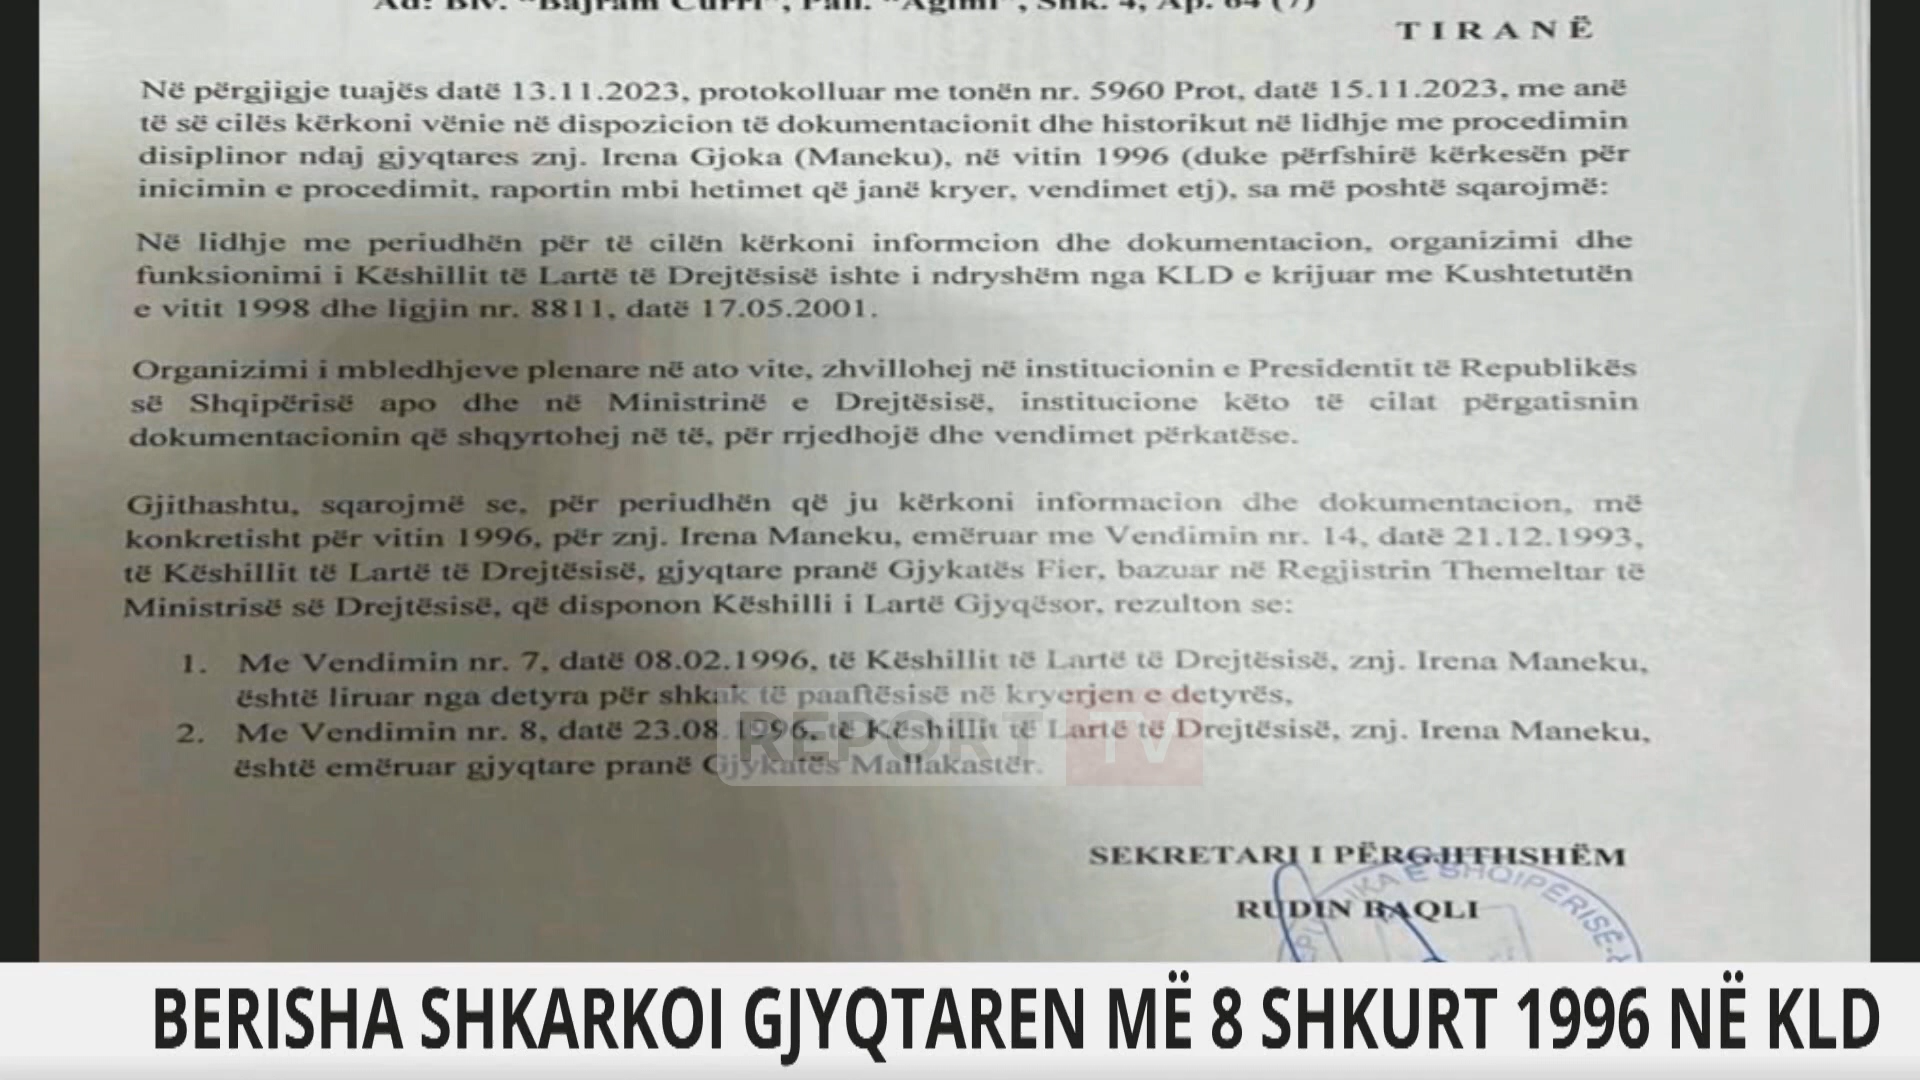 Ad: Blv. "Bajram Curri", Pall. "Agimi", Shk. 4, Ap. 64 (7)
TIRANË
Në përgjigje tuajës datë 13.11.2023, protokolluar me tonën nr. 5960 Prot, datë 15.11.2023, me anë
të së cilës kërkoni vënie në dispozicion të dokumentacionit dhe historikut në lidhje me procedimin
disiplinor ndaj gjyqtares znj. Irena Gjoka (Maneku), në vitin 1996 (duke përfshirë kërkesën për
inicimin e procedimit, raportin mbi hetimet që janë kryer, vendimet etj), sa më poshtë sqarojmë:
Në lidhje me periudhën për të cilën kërkoni informcion dhe dokumentacion, organizimi dhe
funksionimi i Këshillit të Lartë të Drejtësisë ishte i ndryshëm nga KLD e krijuar me Kushtetutën
e vitit 1998 dhe ligjin nr. 8811, datë 17.05.2001.
Organizimi i mbledhjeve plenare në ato vite, zhvillohej në institucionin e Presidentit të Republikës
së Shqipërisë apo dhe në Ministrinë e Drejtësisë, institucione këto të cilat përgatisnin
dokumentacionin që shqyrtohej në të, për rrjedhojë dhe vendimet përkatëse.
Gjithashtu, sqarojmë se, për periudhën që ju kërkoni informacion dhe dokumentacion, më
konkretisht për vitin 1996, për znj. Irena Maneku, emëruar me Vendimin nr. 14, datë 21.12.1993,
të Këshillit të Lartë të Drejtësisë, gjyqtare pranë Gjykatës Fier, bazuar në Regjistrin Themeltar të
Ministrisë së Drejtësisë, që disponon Këshilli i Lartë Gjyqësor, rezulton se:
1. Me Vendimin nr. 7, datë 08.02.1996, të Këshillit të Lartë të Drejtësisë, znj. Irena Maneku,
është liruar nga detyra për shkak të paaftësisë në kryerjen e detyrës,
2. Me Vendimin nr. 8, datë 23.08.1996, të Këshillit të Lartë të Drejtësisë, znj. Irena Maneku,
është emëruar gjyqtare pranë Gjykatës Mallakastër.
REPORT TV
SEKRETARI I PËRGJITHSHËM
RUDIN BAQLI
E SHQIPËRISË
BERISHA SHKARKOI GJYQTAREN MË 8 SHKURT 1996 NË KLD